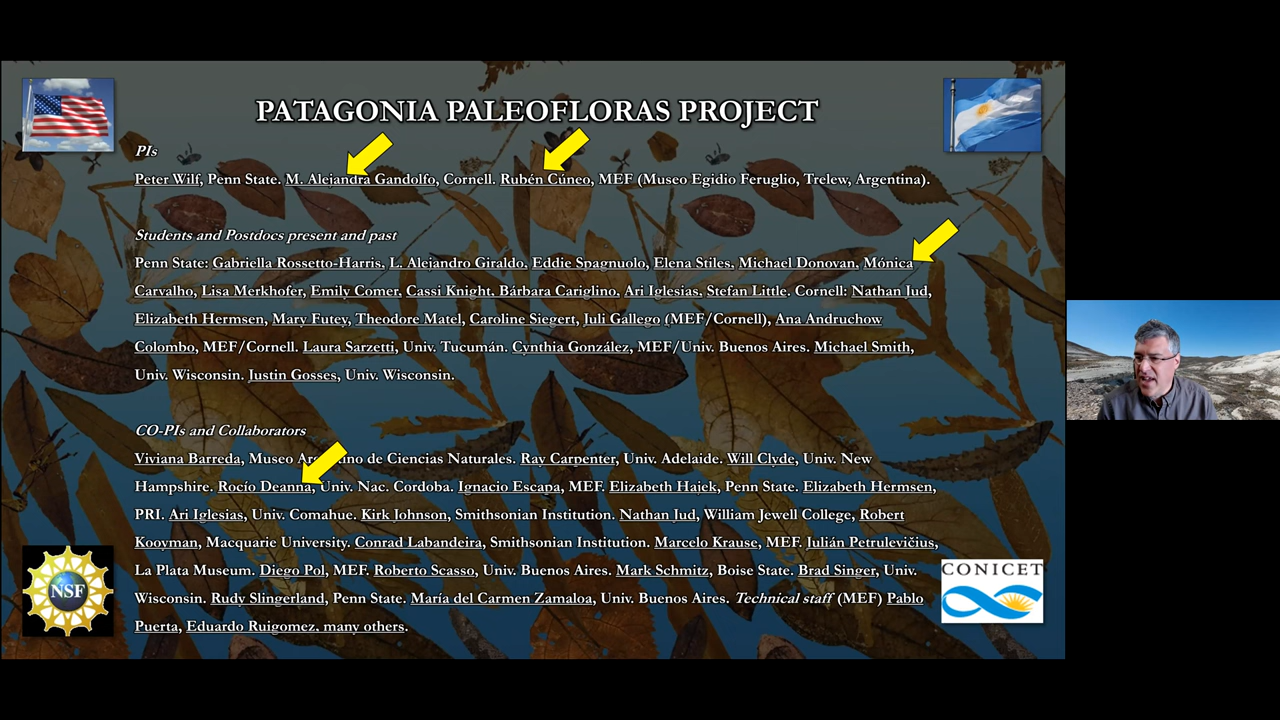 PATAGONIA PALEOFLORAS PROJECT
PIs
Peter Wilf, Penn State. M. Alejandra Gandolfo, Cornell. Rubén Cúneo, MEF (Museo Egidio Feruglio, Trelew, Argentina).
Students and Postdocs present and past
Penn State: Gabriella Rossetto-Harris, L. Alejandro Giraldo, Eddie Spagnuolo, Elena Stiles, Michael Donovan, Mónica
Carvalho, Lisa Merkhofer, Emily Comer, Cassi Knight, Bárbara Cariglino, Ari Iglesias, Stefan Little. Cornell: Nathan Jud,
Elizabeth Hermsen, Mary Futey, Theodore Matel, Caroline Siegert, Juli Gallego (MEF/Cornell), Ana Andruchow
Colombo, MEF/Cornell. Laura Sarzetti, Univ. Tucumán. Cynthia González, MEF/Univ. Buenos Aires. Michael Smith,
Univ. Wisconsin. Justin Gosses, Univ. Wisconsin.
CO-PIs and Collaborators
Viviana Barreda, Museo de Ciencias Naturales. Ray Carpenter, Univ. Adelaide. Will Clyde, Univ. New
Hampshire. Rocío Deanna, Univ. Nac. Cordoba. Ignacio Escapa, MEF. Elizabeth Hajek, Penn State. Elizabeth Hermsen,
PRI. Ari Iglesias, Univ. Comahue. Kirk Johnson, Smithsonian Institution. Nathan Jud, William Jewell College, Robert
Kooyman, Macquarie University. Conrad Labandeira, Smithsonian Institution. Marcelo Krause, MEF. Julián Petrulevičius,
La Plata Museum. Diego Pol, MEF. Roberto Scasso, Univ. Buenos Aires. Mark Schmitz, Boise State. Brad Singer, Univ.
Wisconsin. Rudy Slingerland, Penn State. María del Carmen Zamaloa, Univ. Buenos Aires. Technical staff (MEF) Pablo
Puerta, Eduardo Ruigomez, many others.
NSF
CONICET